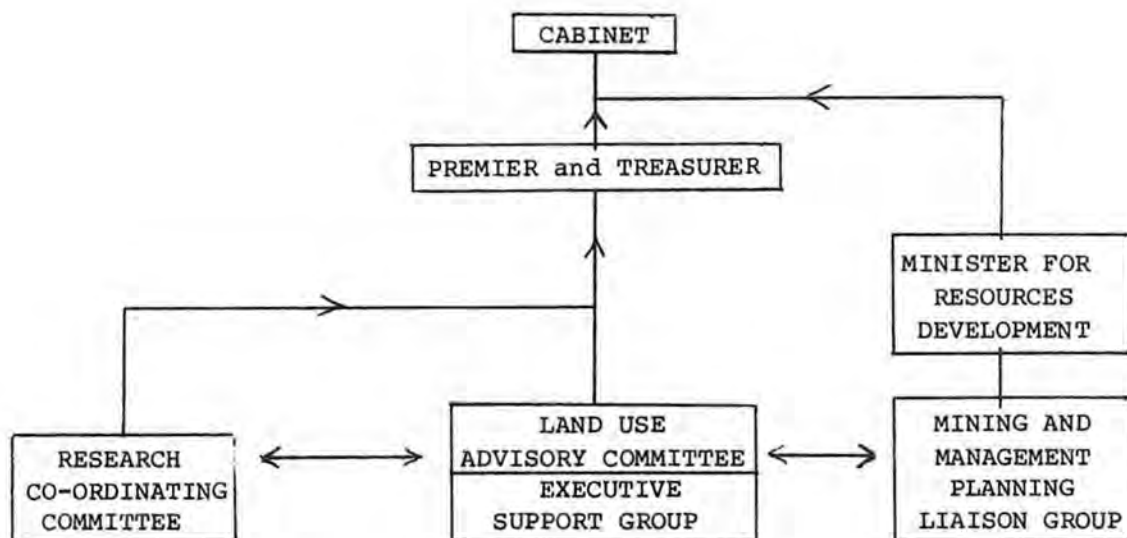 CABINET
PREMIER and TREASURER
MINISTER FOR
RESOURCES
DEVELOPMENT
RESEARCH
CO-ORDINATING
COMMITTEE
LAND USE
ADVISORY COMMITTEE
EXECUTIVE
SUPPORT GROUP
MINING AND
MANAGEMENT
PLANNING
LIAISON GROUP